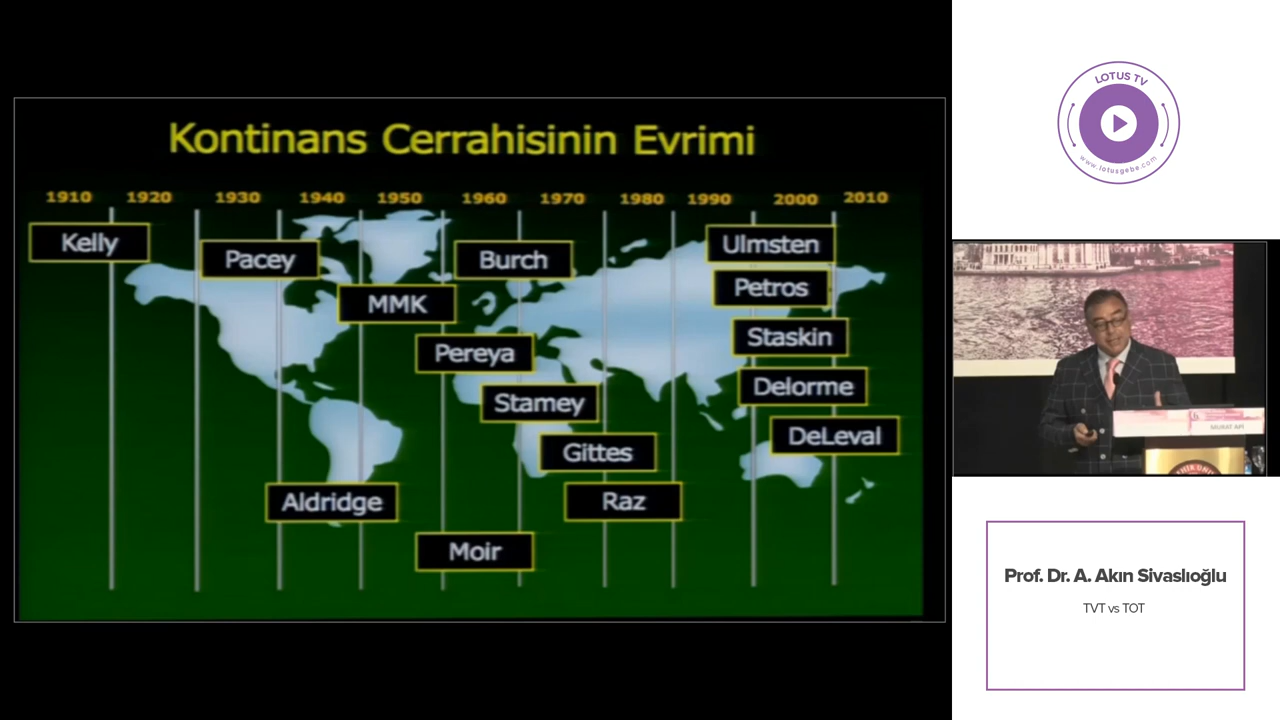 Kontinans Cerrahisinin Evrimi
1910 1920 1930 1940 1950 1960 1970 1980 1990 2000 2010
Kelly
Pacey
Burch
Ulmsten
MMK
Petros
Pereya
Staskin
Stamey
Delorme
Gittes
DeLeval
Aldridge
Raz
Moir
LOTUS TV
www.lotusgebe.com
MURAT API
Prof. Dr. A. Akın Sivaslıoğlu
TVT vs TOT